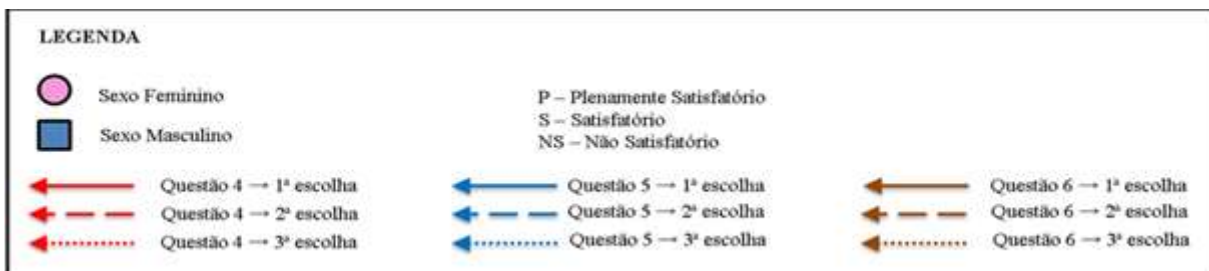 LEGENDA
Sexo Feminino
Sexo Masculino
P – Plenamente Satisfatório
S – Satisfatório
NS – Não Satisfatório
Questão 4 → 1ª escolha
Questão 4 → 2ª escolha
Questão 4 → 3ª escolha
Questão 5 → 1ª escolha
Questão 5 → 2ª escolha
Questão 5 → 3ª escolha
Questão 6 → 1ª escolha
Questão 6 → 2ª escolha
Questão 6 → 3ª escolha